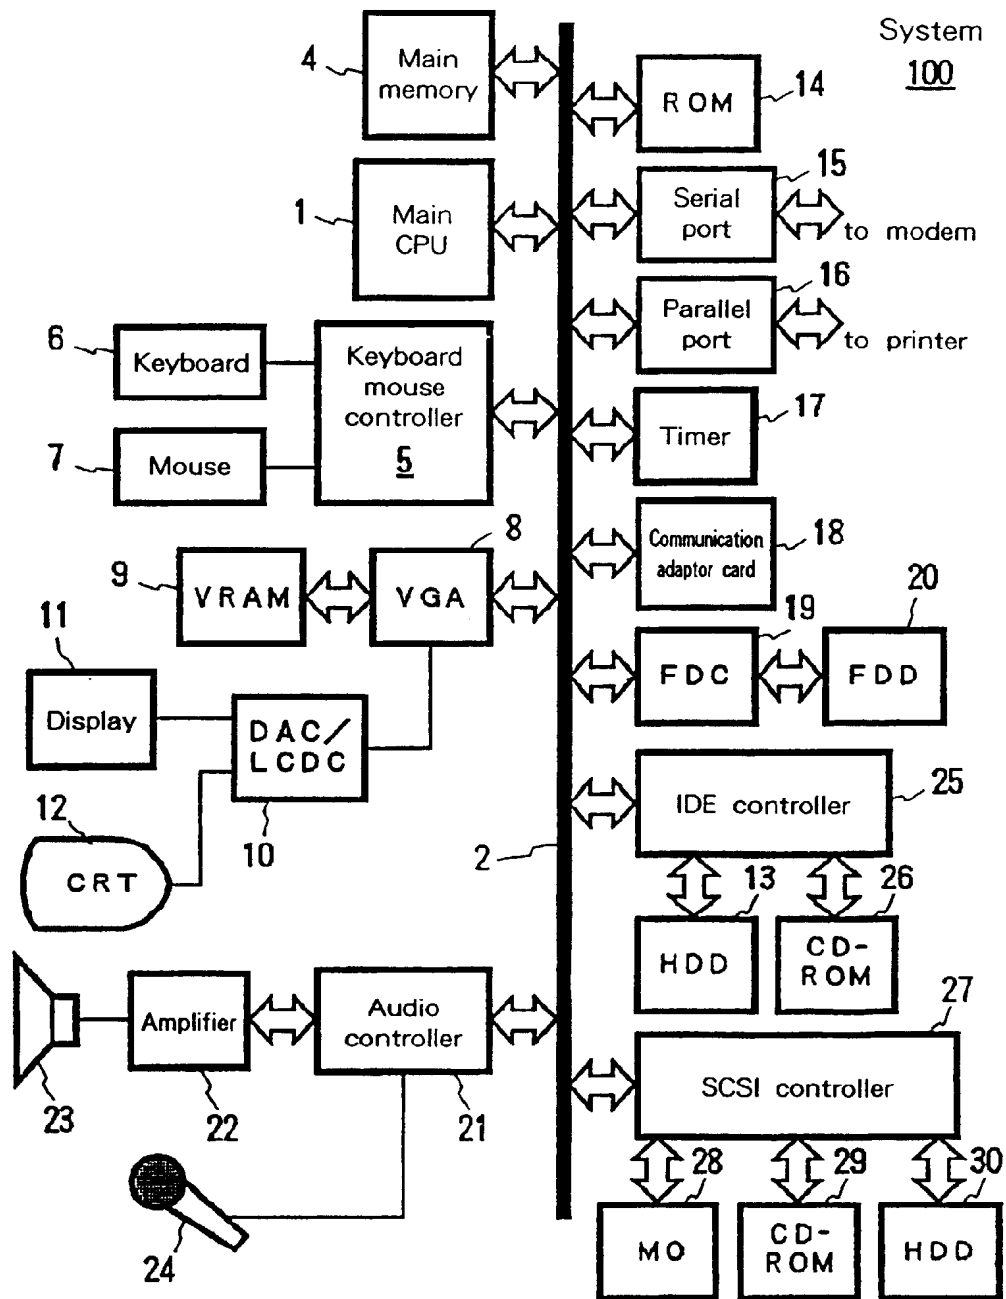 System
100
4
Main
memory
ROM
14
1
Main
CPU
15
Serial
port
to modem
16
Parallel
port
to printer
6
Keyboard
Keyboard
mouse
controller
5
7
Mouse
17
Timer
18
Communication
adaptor card
8
9
VRAM
VGA
19
20
FDC
FDD
11
Display
DAC/
LCDC
10
12
CRT
2
25
IDE controller
13
26
HDD
CD-
ROM
27
SCSI controller
23
Amplifier
22
Audio
controller
21
24
28
29
30
MO
CD-
ROM
HDD